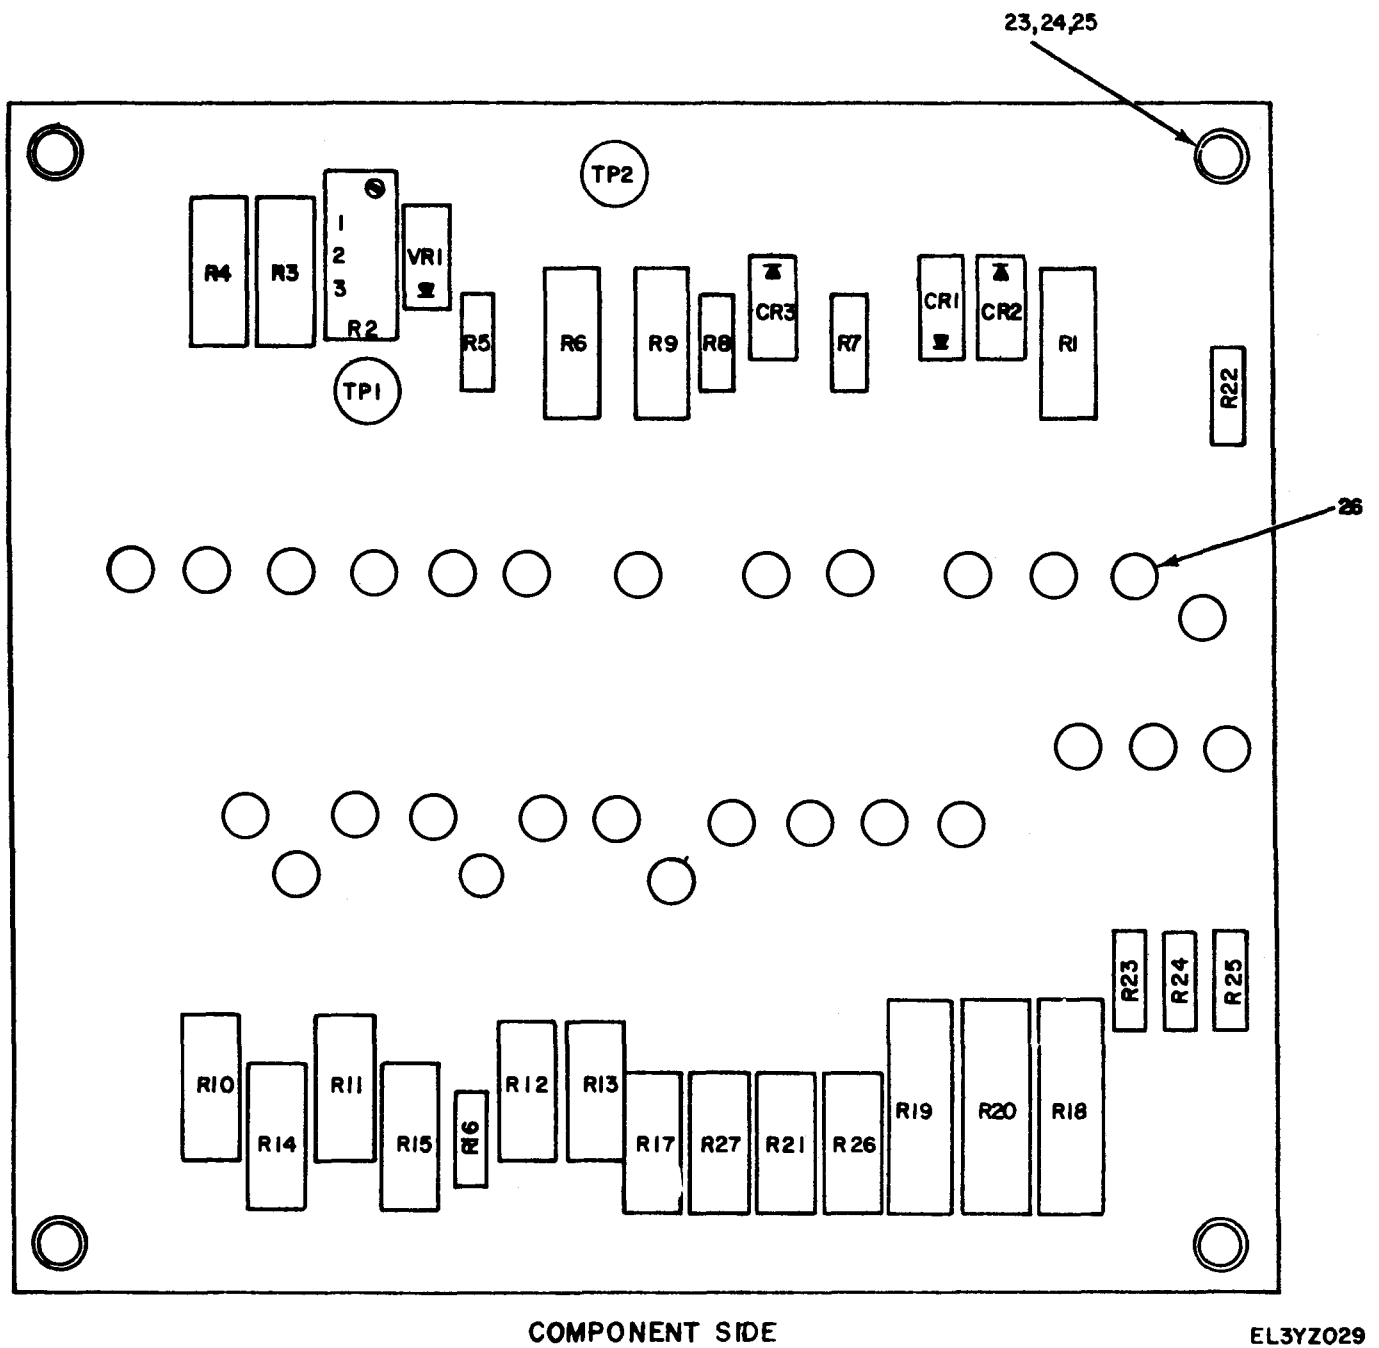 23,24,25
TP2
1
2
3
R2
R4
R3
VR1
TP1
R5
R6
R9
R8
CR3
R7
CR1
CR2
R1
R22
26
R23
R24
R25
R10
R14
R11
R15
R16
R12
R13
R17
R27
R21
R26
R19
R20
R18
COMPONENT SIDE
EL3YZ029